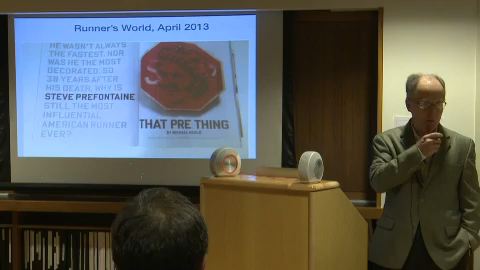 Runner's World, April 2013
HE WASN'T ALWAYS
THE FASTEST, NOR
WAS HE THE MOST
DECORATED. SO
38 YEARS AFTER
HIS DEATH, WHY IS
STEVE PREFONTAINE
STILL THE MOST
INFLUENTIAL
AMERICAN RUNNER
EVER?
THAT PRE THING